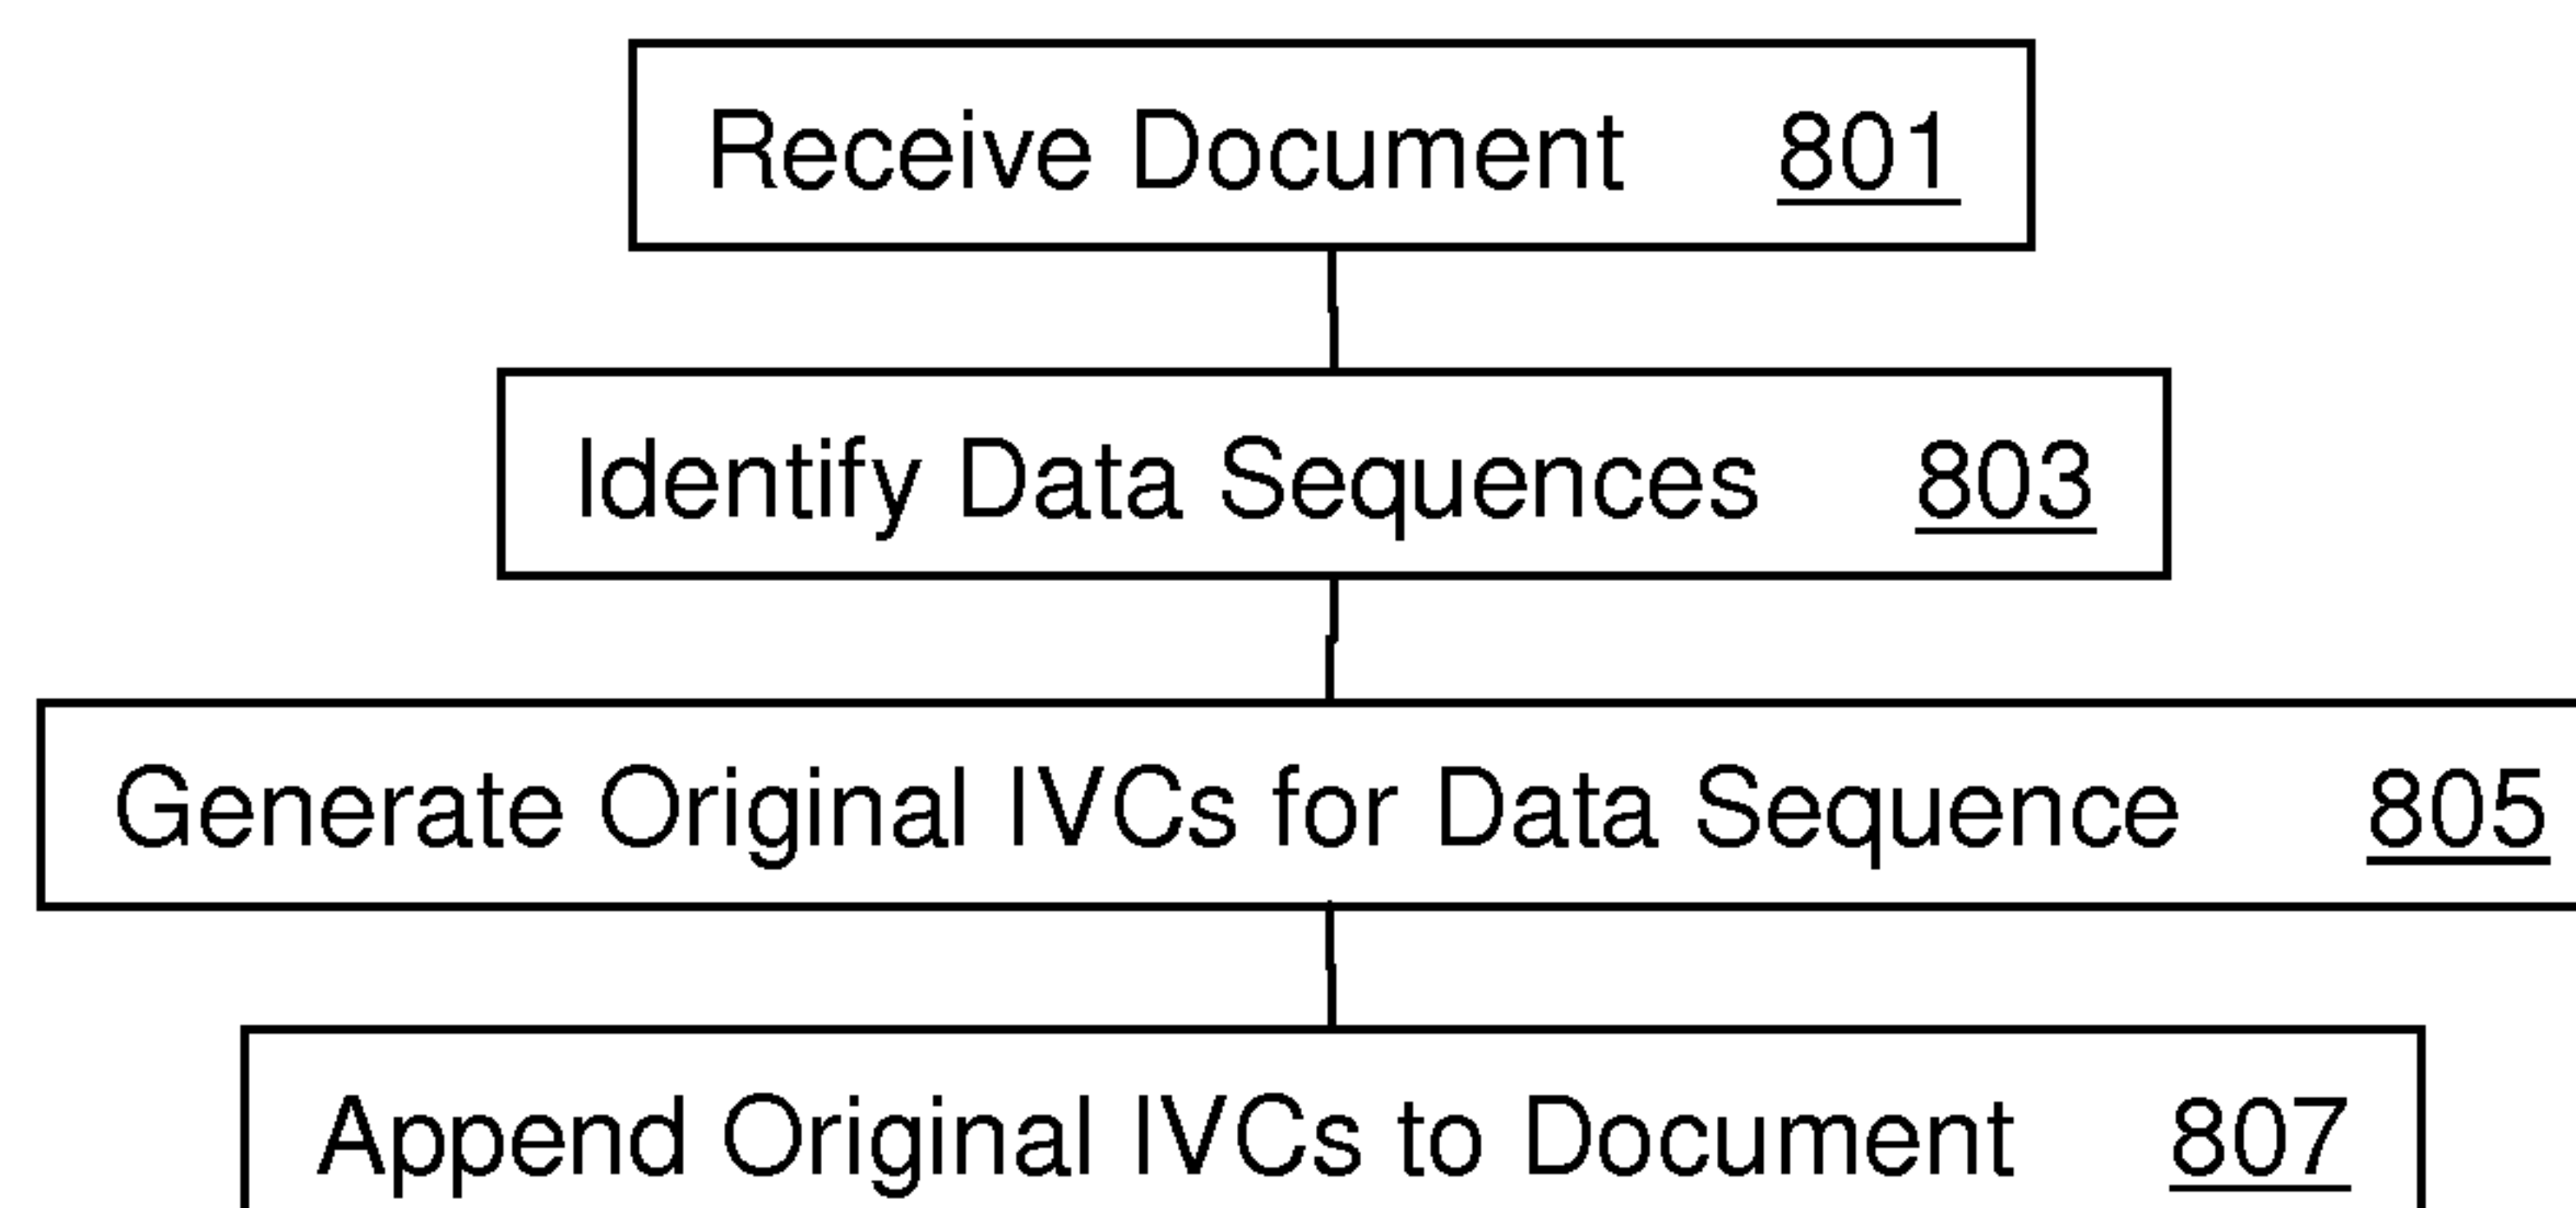 Receive Document 801
Identify Data Sequences 803
Generate Original IVCs for Data Sequence 805
Append Original IVCs to Document 807